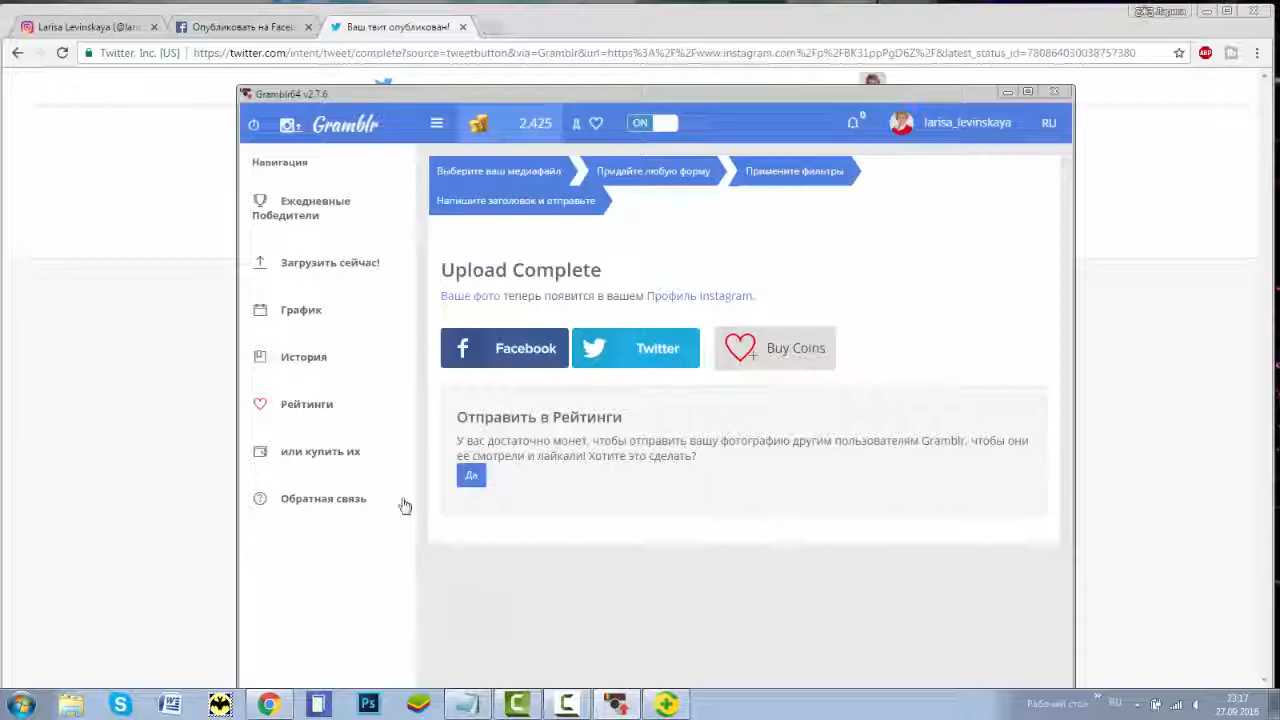 Лариса
Larisa Levinskaya (@laris
Опубликовать на Faceb
Ваш твит опубликован!
Twitter, Inc. [US]
https://twitter.com/intent/tweet/complete?source=tweetbutton&via=Gramblr&url=https%3A%2F%2Fwww.instagram.com%2Fp%2FBK31ppPgD6Z%2F&latest_status_id=780864030038757380
ABP
Gramblr64 v2.7.6
Gramblr
2,425
Д
ON
0
larisa_levinskaya
RU
Навигация
Ежедневные
Победители
Загрузить сейчас!
График
История
Рейтинги
или купить их
Обратная связь
Выберите ваш медиафайл
Придайте любую форму
Примените фильтры
Напишите заголовок и отправьте
Upload Complete
Ваше фото теперь появится в вашем Профиль Instagram..
Facebook
Twitter
Buy Coins
Отправить в Рейтинги
У вас достаточно монет, чтобы отправить вашу фотографию другим пользователям Gramblr, чтобы они
ее смотрели и лайкали! Хотите это сделать?
Да
Ps
Рабочий стол
RU
23:17
27.09.2016